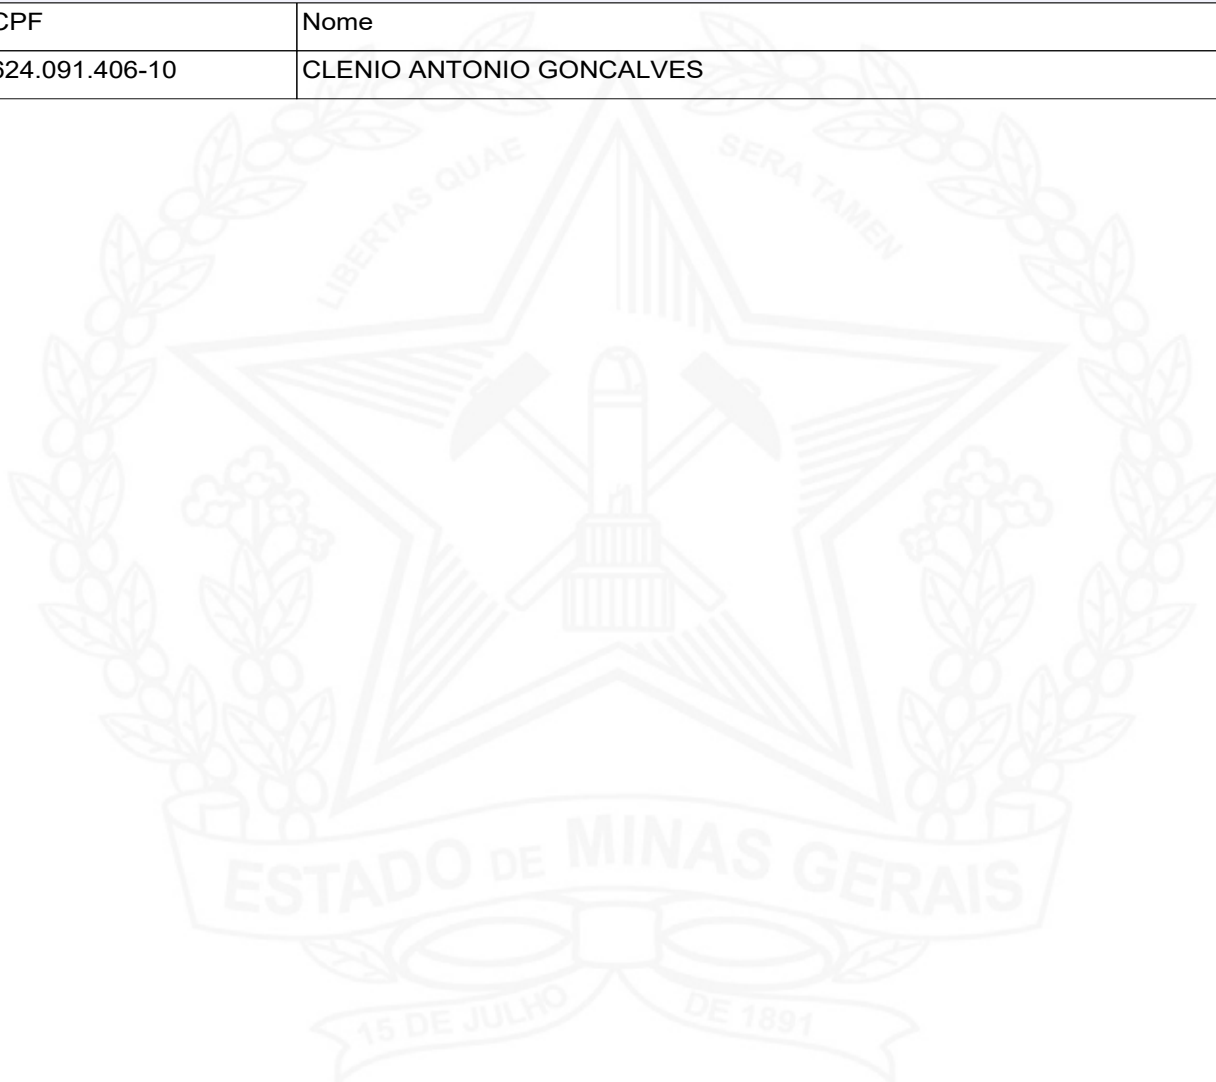 CPF Nome
624.091.406-10 CLENIO ANTONIO GONCALVES
LIBERTAS QUAE SERA TAMEN
ESTADO DE MINAS GERAIS
15 DE JULHO DE 1891